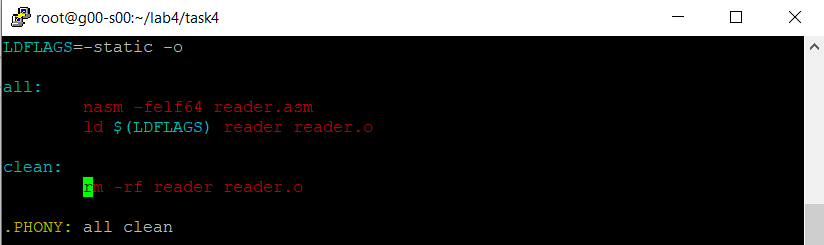 root@g00-s00:~/lab4/task4
LDFLAGS=-static -o
all:
nasm -felf64 reader.asm
ld $(LDFLAGS) reader reader.o
clean:
rm -rf reader reader.o
.PHONY: all clean